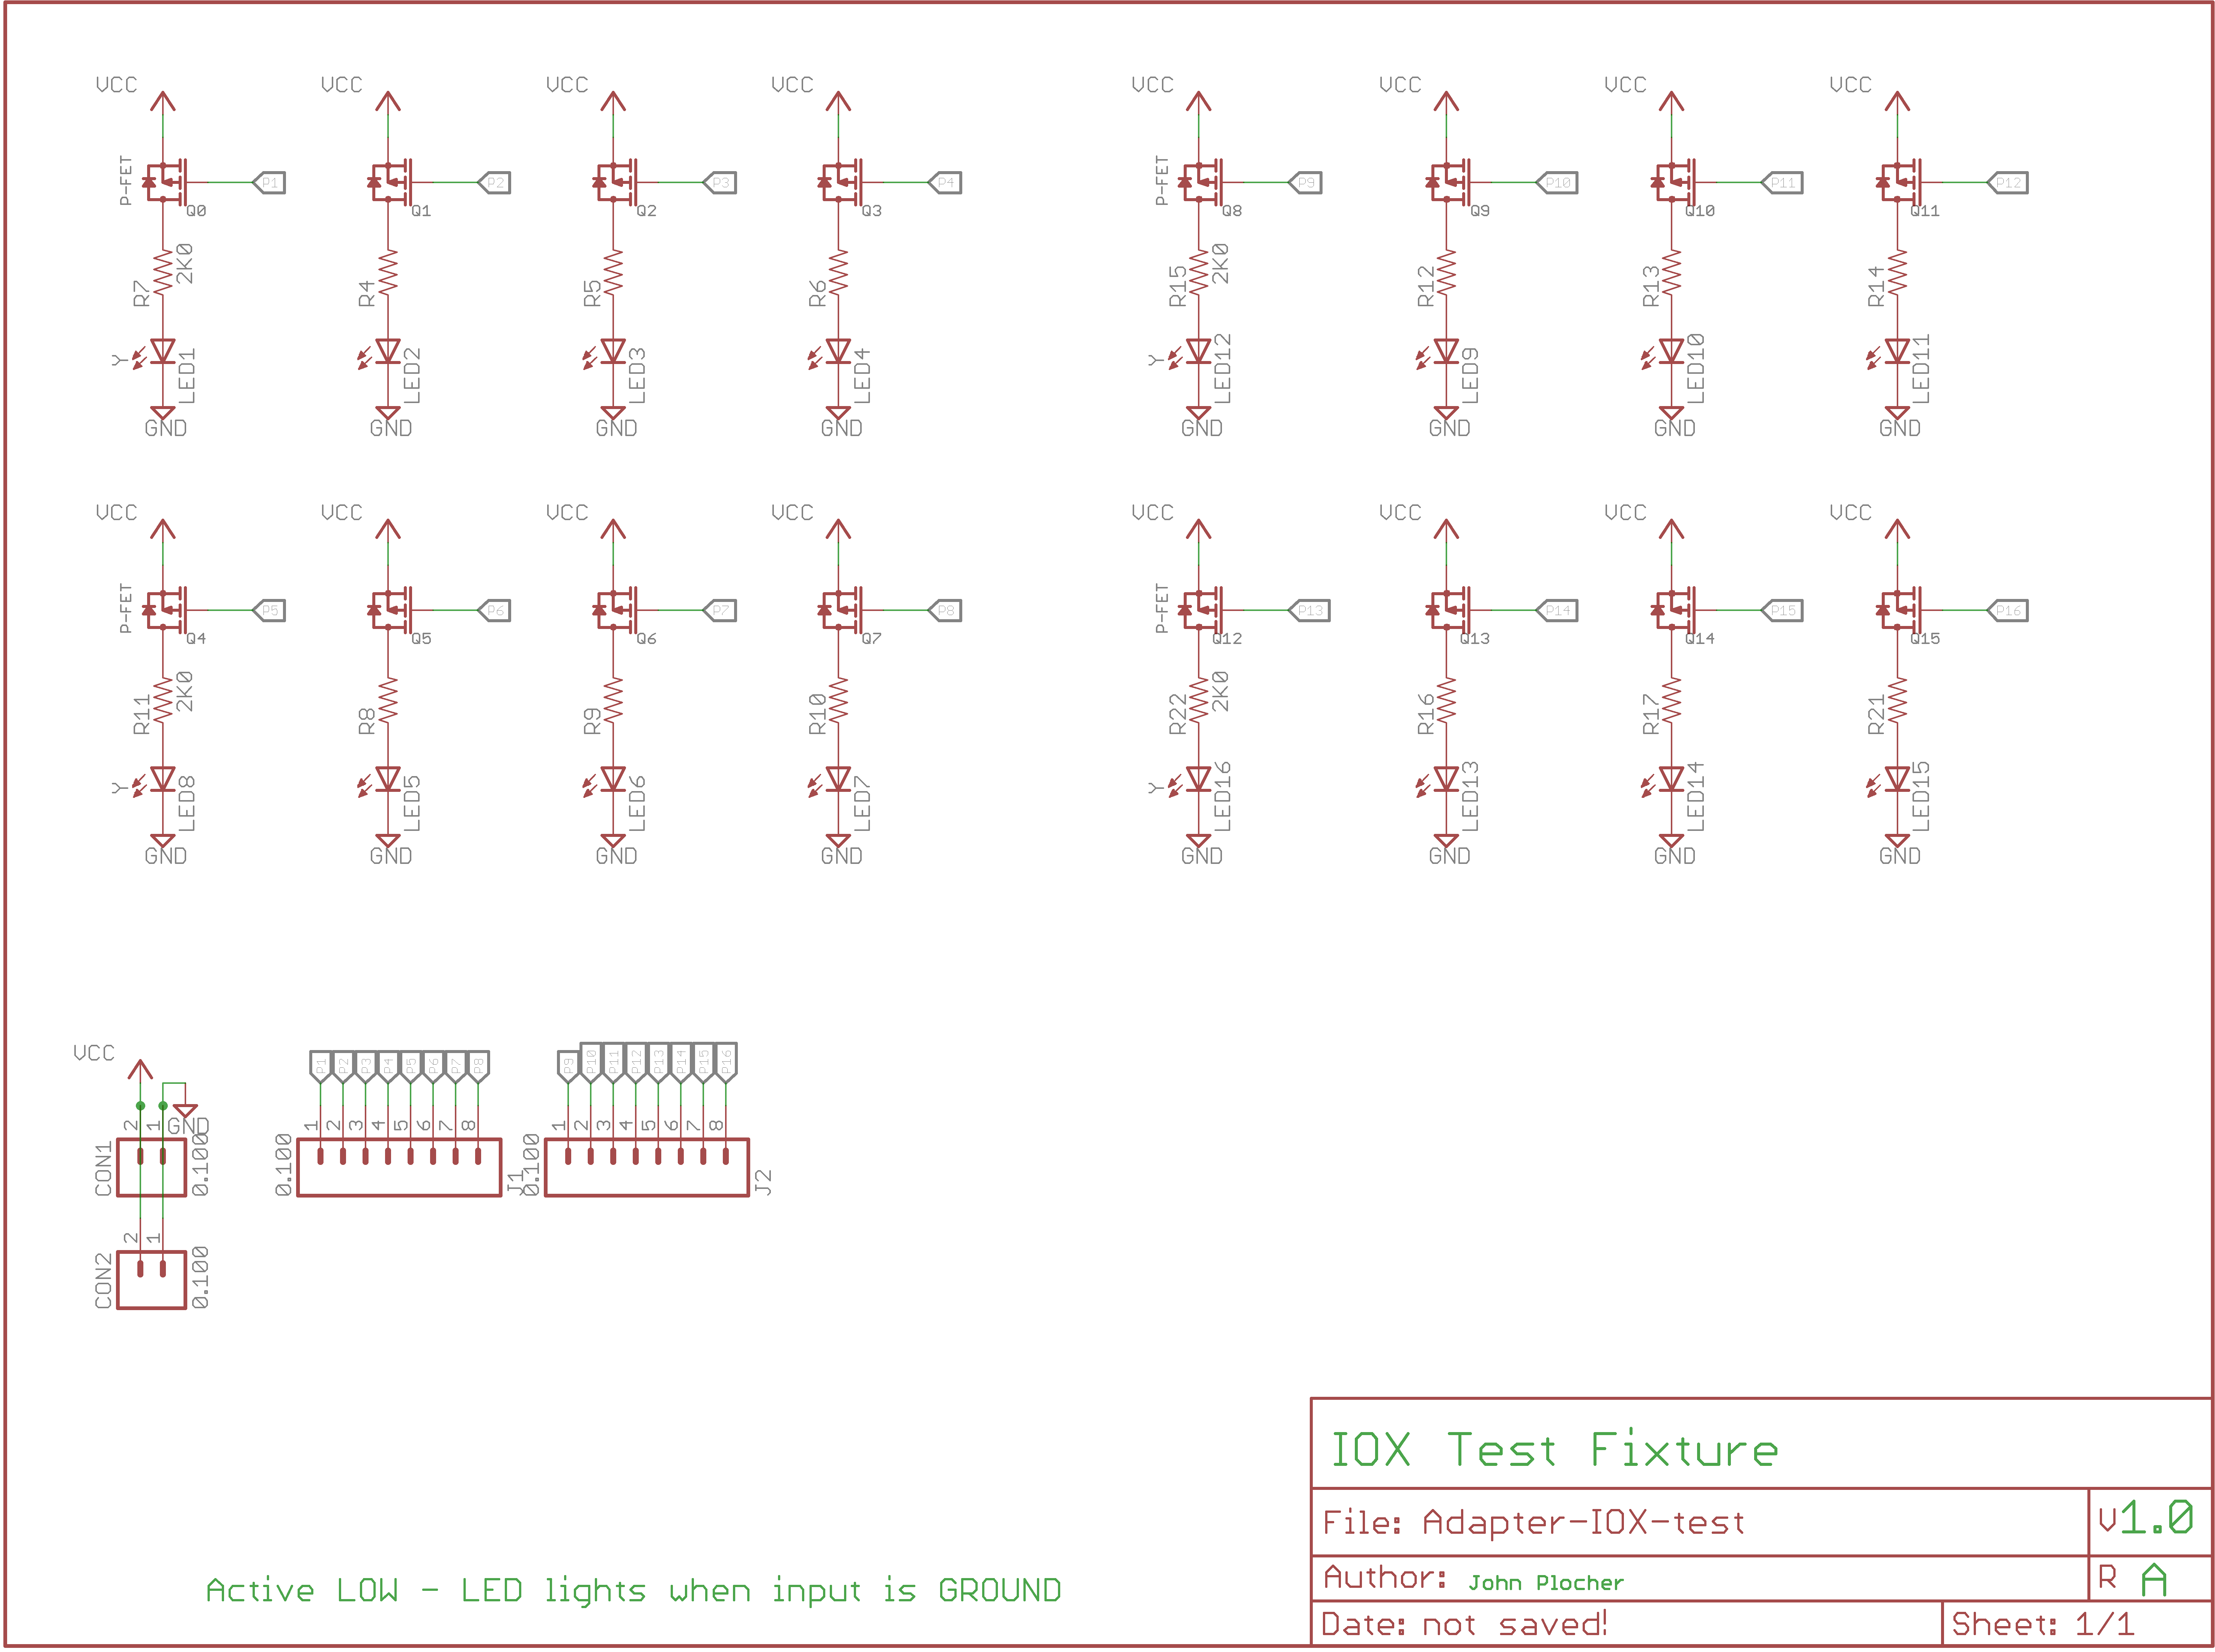 VCC VCC VCC VCC VCC VCC VCC VCC
P-FET P1 P2 P3 P4 P-FET P9 P10 P11 P12
Q0 Q1 Q2 Q3 Q8 Q9 Q10 Q11
R7 2K0 R4 R5 R6 R15 2K0 R12 R13 R14
Y LED1 LED2 LED3 LED4 Y LED12 LED9 LED10 LED11
GND GND GND GND GND GND GND GND
VCC VCC VCC VCC VCC VCC VCC VCC
P-FET P5 P6 P7 P8 P-FET P13 P14 P15 P16
Q4 Q5 Q6 Q7 Q12 Q13 Q14 Q15
R11 2K0 R8 R9 R10 R22 2K0 R16 R17 R21
Y LED8 LED5 LED6 LED7 Y LED16 LED13 LED14 LED15
GND GND GND GND GND GND GND GND
VCC
P1 P2 P3 P4 P5 P6 P7 P8 P9 P10 P11 P12 P13 P14 P15 P16
2 1 GND 1 2 3 4 5 6 7 8 1 2 3 4 5 6 7 8
CON1 0.100 0.100 J1 0.100 J2
2 1
CON2 0.100
IOX Test Fixture
File: Adapter-IOX-test V1.0
Author: John Plocher R A
Date: not saved! Sheet: 1/1
Active LOW - LED lights when input is GROUND